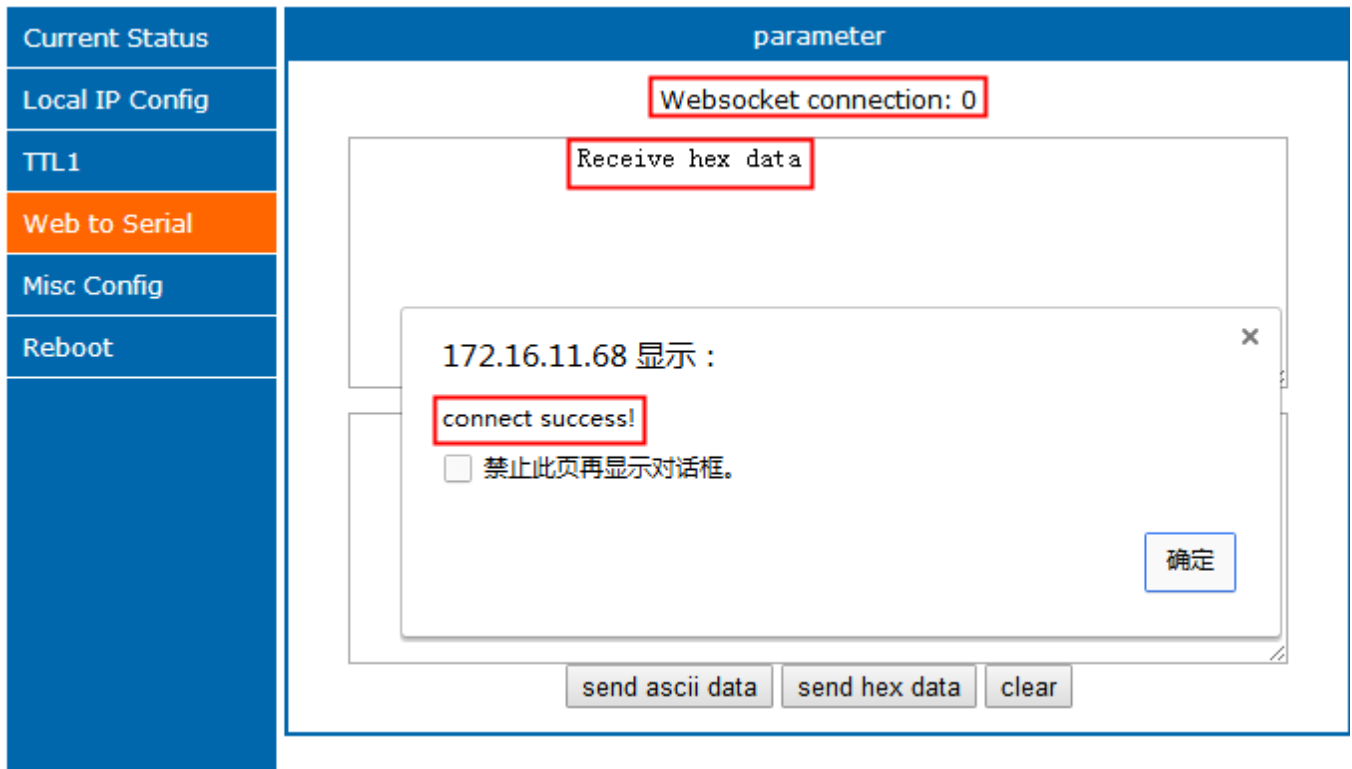 Current Status
Local IP Config
TTL1
Web to Serial
Misc Config
Reboot
parameter
Websocket connection: 0
Receive hex data
172.16.11.68 显示：
×
connect success!
禁止此页再显示对话框。
确定
send ascii data
send hex data
clear